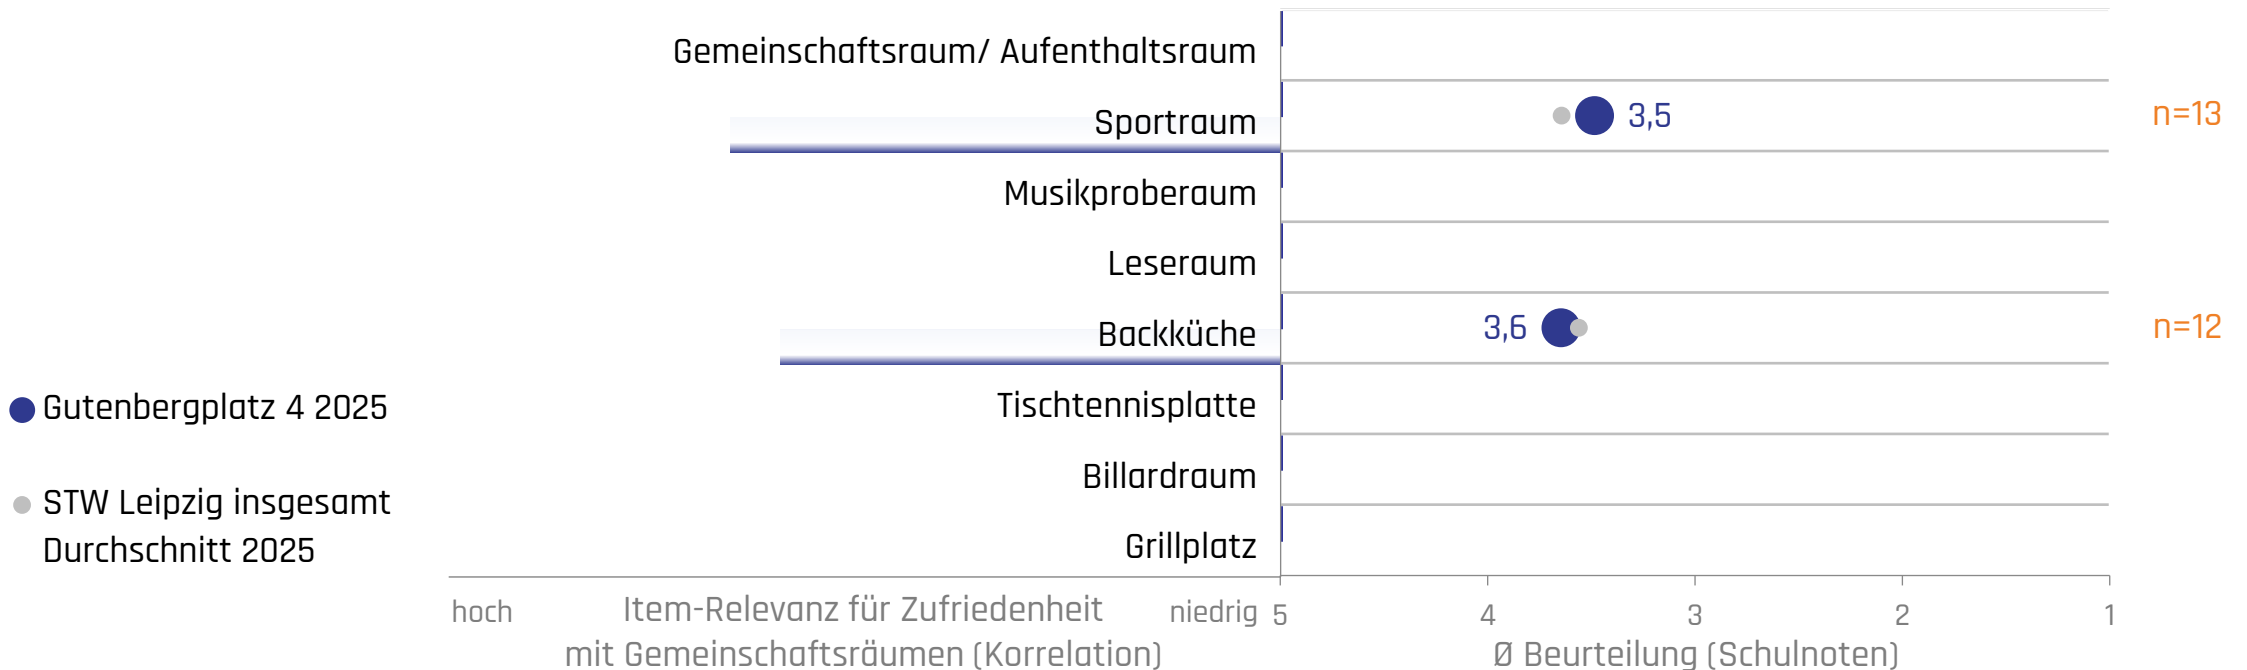 Gemeinschaftsraum/ Aufenthaltsraum
Sportraum
3,5
n=13
Musikproberaum
Leseraum
Backküche
3,6
n=12
Tischtennisplatte
Billardraum
Grillplatz
Gutenbergplatz 4 2025
STW Leipzig insgesamt
Durchschnitt 2025
hoch
Item-Relevanz für Zufriedenheit
mit Gemeinschaftsräumen (Korrelation)
niedrig
5 4 3 2 1
Ø Beurteilung (Schulnoten)